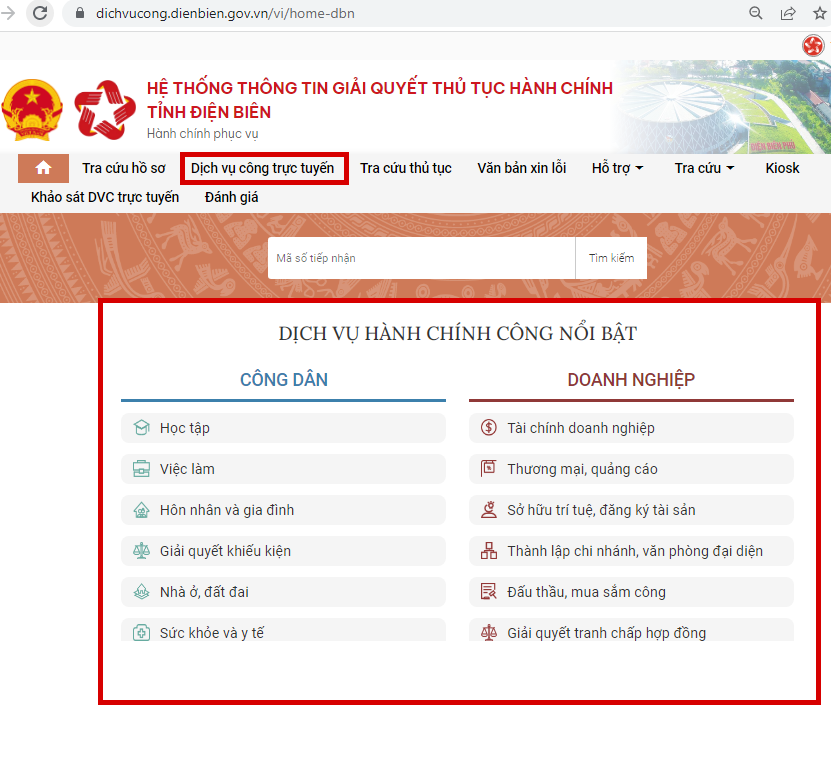 dichvucong.dienbien.gov.vn/vi/home-dbn
HỆ THỐNG THÔNG TIN GIẢI QUYẾT THỦ TỤC HÀNH CHÍNH
TỈNH ĐIỆN BIÊN
Hành chính phục vụ
ĐIỆN BIÊN PHỦ
Tra cứu hồ sơ Dịch vụ công trực tuyến Tra cứu thủ tục Văn bản xin lỗi Hỗ trợ Tra cứu Kiosk
Khảo sát DVC trực tuyến Đánh giá
Mã số tiếp nhận Tìm kiếm
DỊCH VỤ HÀNH CHÍNH CÔNG NỔI BẬT
CÔNG DÂN DOANH NGHIỆP
Học tập Tài chính doanh nghiệp
Việc làm Thương mại, quảng cáo
Hôn nhân và gia đình Sở hữu trí tuệ, đăng ký tài sản
Giải quyết khiếu kiện Thành lập chi nhánh, văn phòng đại diện
Nhà ở, đất đai Đấu thầu, mua sắm công
Sức khỏe và y tế Giải quyết tranh chấp hợp đồng